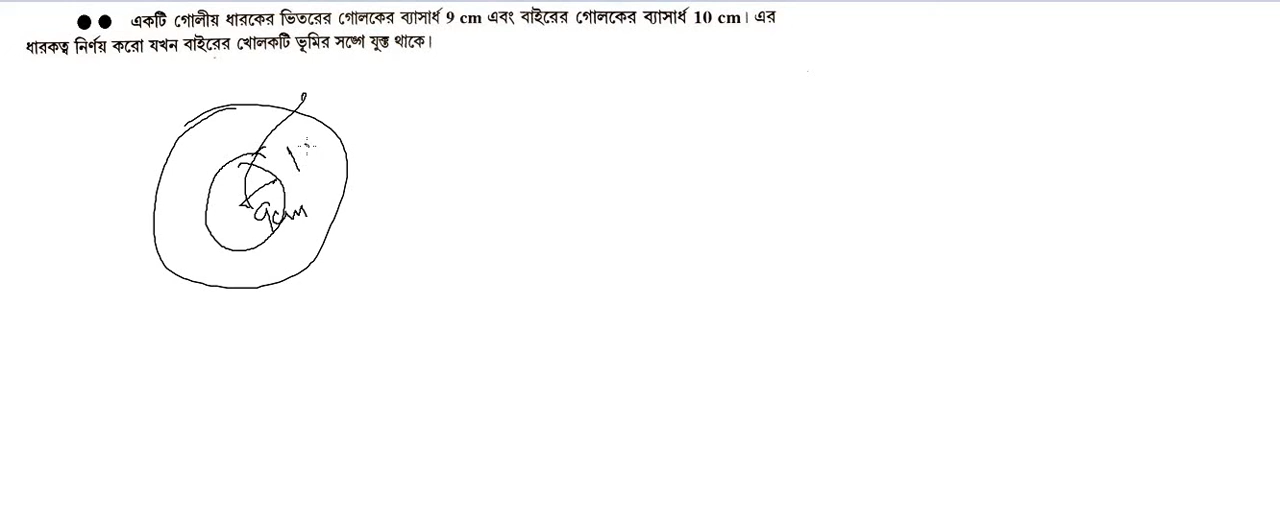 ●● একটি গোলীয় ধারকের ভিতরের গোলকের ব্যাসার্ধ 9 cm এবং বাইরের গোলকের ব্যাসার্ধ 10 cm। এর
ধারকত্ব নির্ণয় করো যখন বাইরের খোলকটি ভূমির সঙ্গে যুক্ত থাকে।
1
9cm